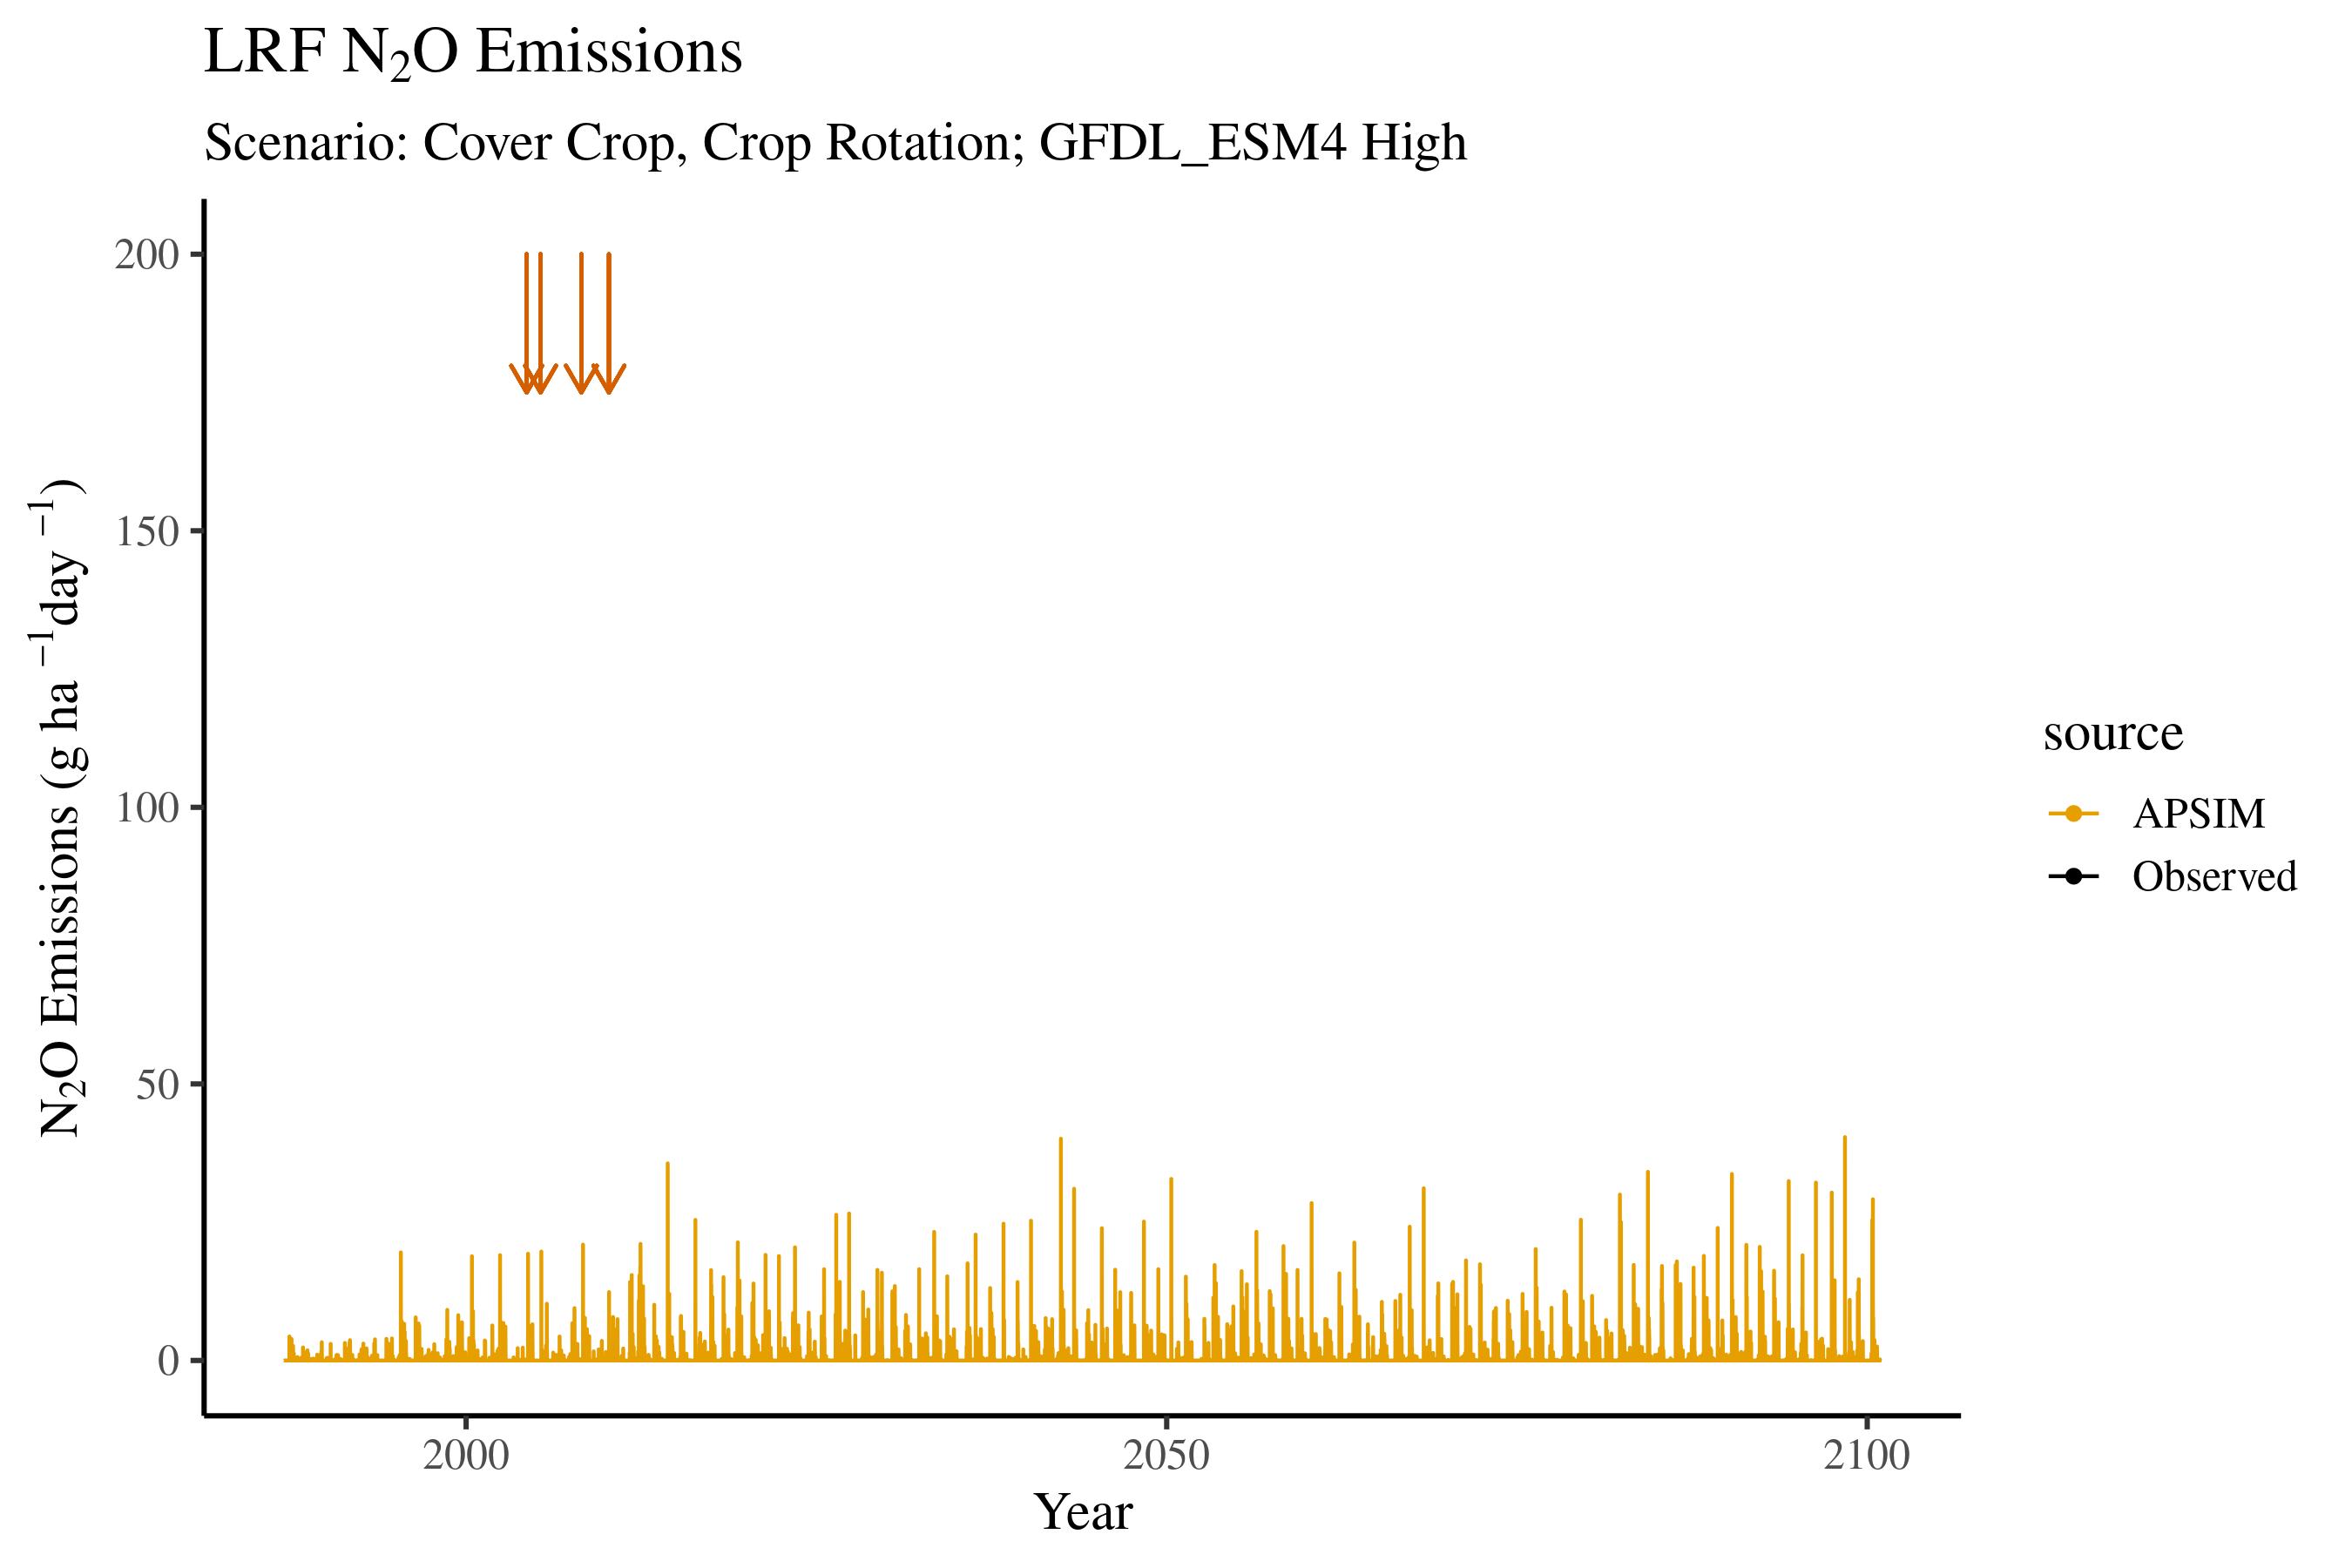 LRF N₂O Emissions
Scenario: Cover Crop, Crop Rotation; GFDL_ESM4 High
N₂O Emissions (g ha ⁻¹day ⁻¹)
200
150
100
50
0
2000
2050
2100
Year
source
APSIM
Observed